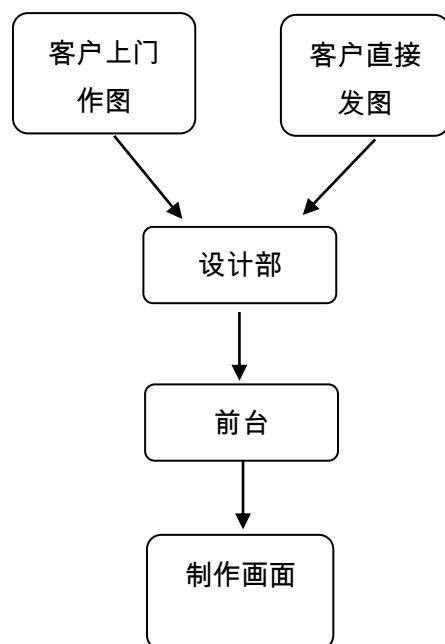 客户上门
作图
客户直接
发图
设计部
前台
制作画面